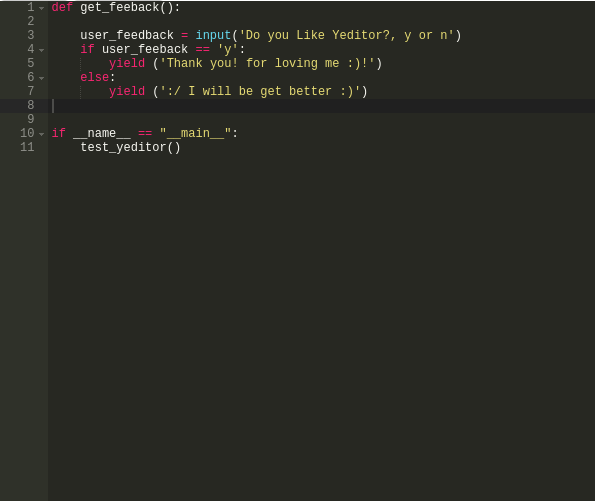 1 def get_feeback():
2
3     user_feedback = input('Do you Like Yeditor?, y or n')
4     if user_feeback == 'y':
5         yield ('Thank you! for loving me :)!')
6     else:
7         yield (':/ I will be get better :)')
8
9
10 if __name__ == "__main__":
11     test_yeditor()